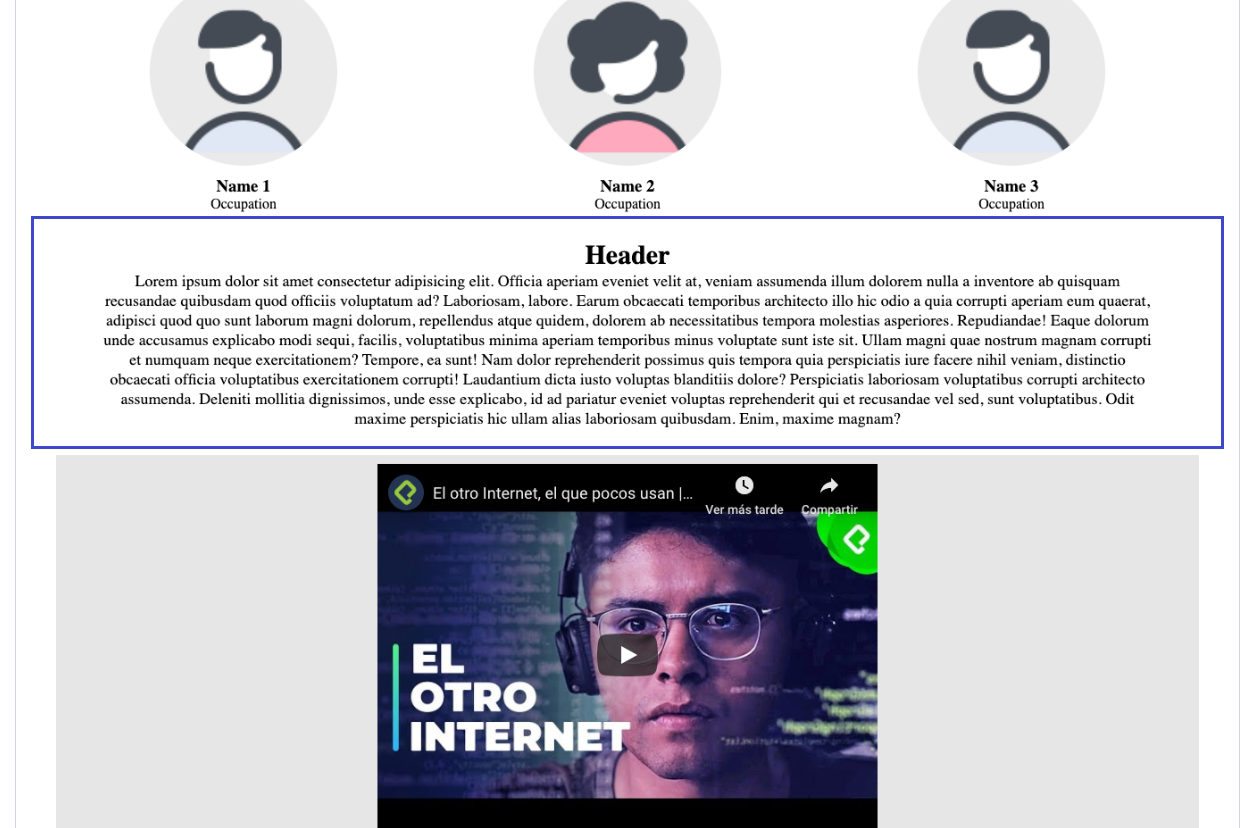 Name 1
Occupation
Name 2
Occupation
Name 3
Occupation
Header
Lorem ipsum dolor sit amet consectetur adipisicing elit. Officia aperiam eveniet velit at, veniam assumenda illum dolorem nulla a inventore ab quisquam
recusandae quibusdam quod officiis voluptatum ad? Laboriosam, labore. Earum obcaecati temporibus architecto illo hic odio a quia corrupti aperiam eum quaerat,
adipisci quod quo sunt laborum magni dolorum, repellendus atque quidem, dolorem ab necessitatibus tempora molestias asperiores. Repudiandae! Eaque dolorum
unde accusamus explicabo modi sequi, facilis, voluptatibus minima aperiam temporibus minus voluptate sunt iste sit. Ullam magni quae nostrum magnam corrupti
et numquam neque exercitationem? Tempore, ea sunt! Nam dolor reprehenderit possimus quis tempora quia perspiciatis iure facere nihil veniam, distinctio
obcaecati officia voluptatibus exercitationem corrupti! Laudantium dicta iusto voluptas blanditiis dolore? Perspiciatis laboriosam voluptatibus corrupti architecto
assumenda. Deleniti mollitia dignissimos, unde esse explicabo, id ad pariatur eveniet voluptas reprehenderit qui et recusandae vel sed, sunt voluptatibus. Odit
maxime perspiciatis hic ullam alias laboriosam quibusdam. Enim, maxime magnam?
El otro Internet, el que pocos usan |...
Ver más tarde
Compartir
EL
OTRO
INTERNET